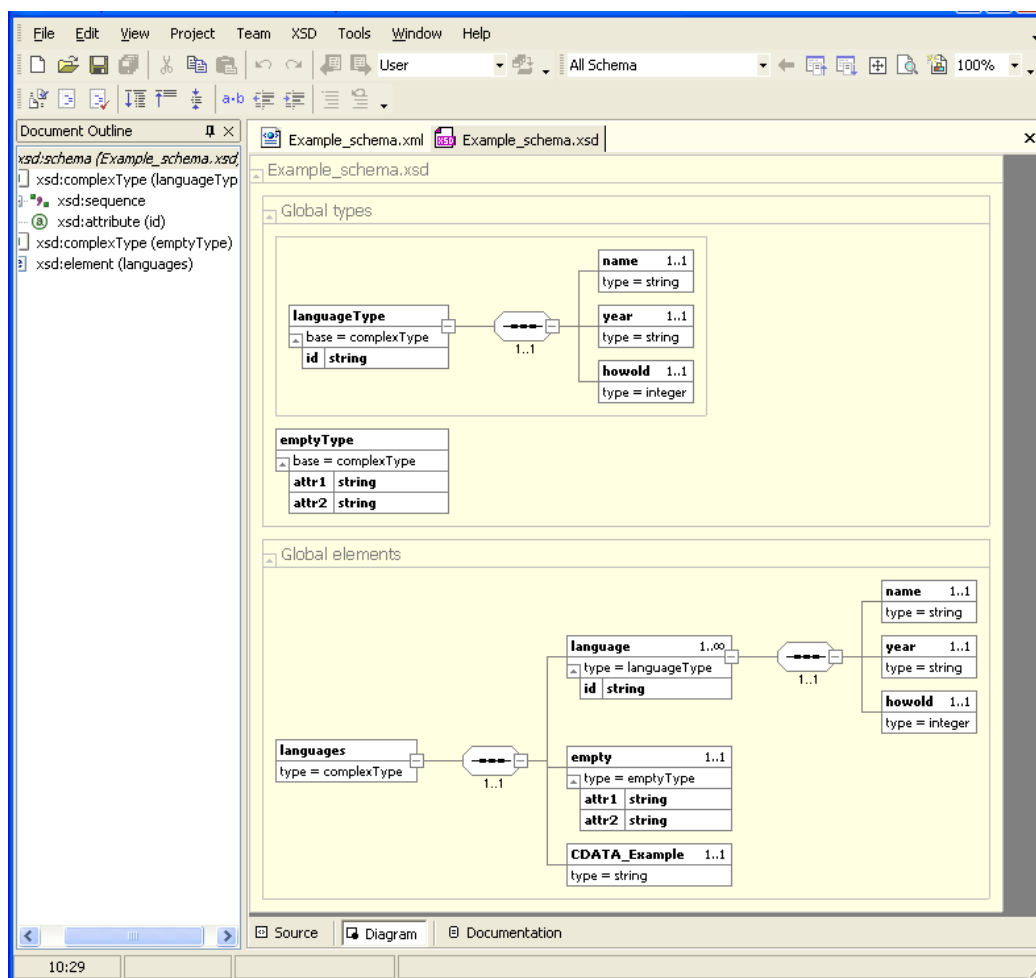 File Edit View Project Team XSD Tools Window Help
User All Schema 100%
a•b
Document Outline
xsd:schema (Example_schema.xsd,
xsd:complexType (languageTyp
xsd:sequence
a xsd:attribute (id)
xsd:complexType (emptyType)
xsd:element (languages)
Example_schema.xml XSD Example_schema.xsd
Example_schema.xsd
Global types
languageType
base = complexType
id string
1..1
name 1..1
type = string
year 1..1
type = string
howold 1..1
type = integer
emptyType
base = complexType
attr1 string
attr2 string
Global elements
languages
type = complexType
1..1
language 1..∞
type = languageType
id string
1..1
name 1..1
type = string
year 1..1
type = string
howold 1..1
type = integer
empty 1..1
type = emptyType
attr1 string
attr2 string
CDATA_Example 1..1
type = string
Source Diagram Documentation
10:29